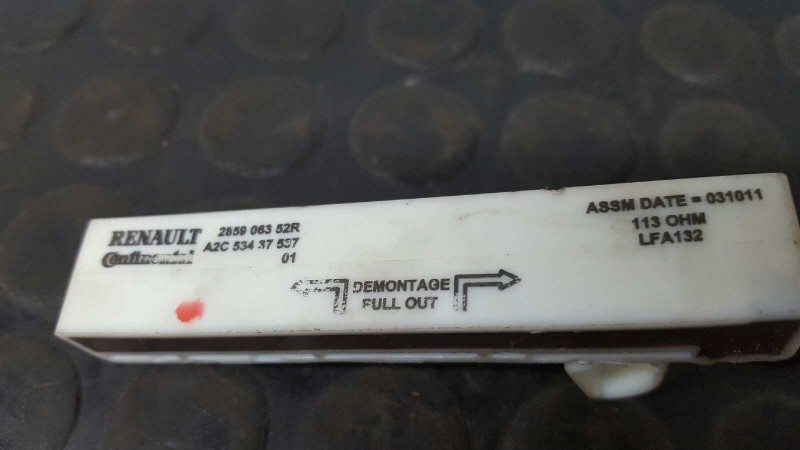 RENAULT 2859 063 52R
Continental A2C 534 37 537
01
ASSM DATE = 031011
113 OHM
LFA132
DEMONTAGE
PULL OUT